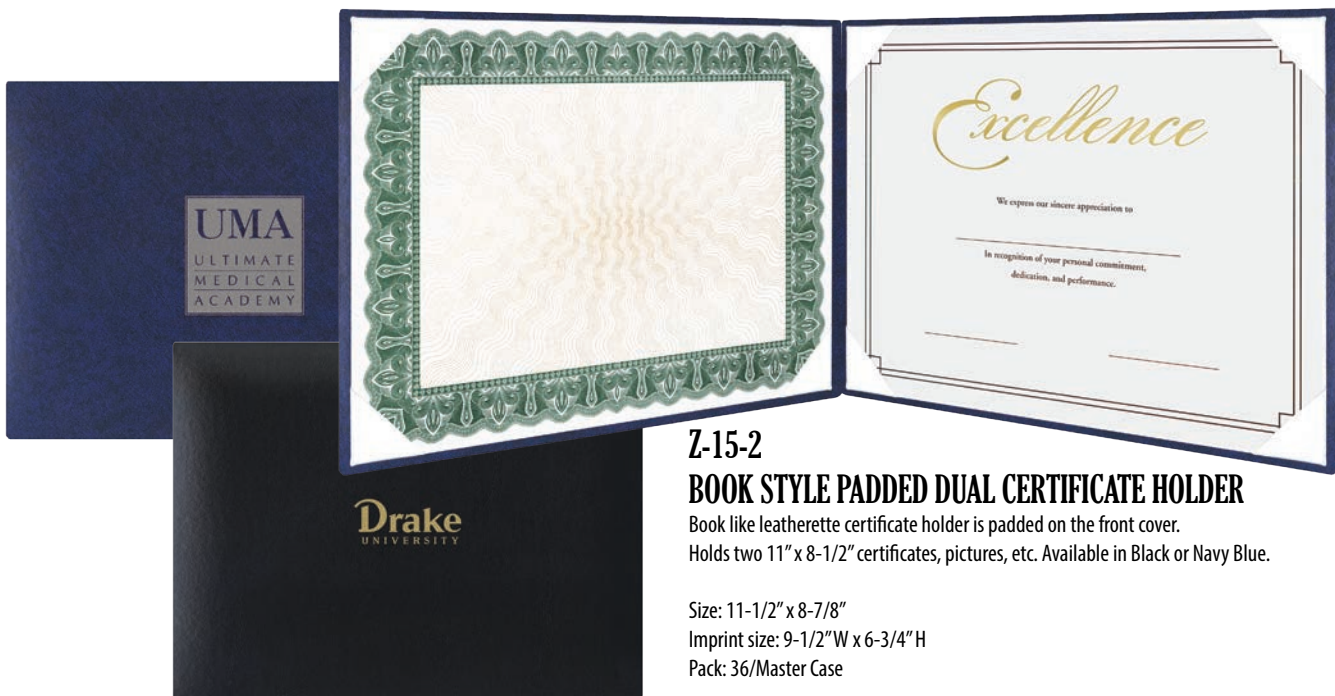 UMA
ULTIMATE
MEDICAL
ACADEMY
Drake
UNIVERSITY
Excellence
We express our sincere appreciation to
In recognition of your personal commitment,
dedication, and performance.
Z-15-2
BOOK STYLE PADDED DUAL CERTIFICATE HOLDER
Book like leatherette certificate holder is padded on the front cover.
Holds two 11” x 8-1/2” certificates, pictures, etc. Available in Black or Navy Blue.
Size: 11-1/2” x 8-7/8”
Imprint size: 9-1/2” W x 6-3/4” H
Pack: 36/Master Case